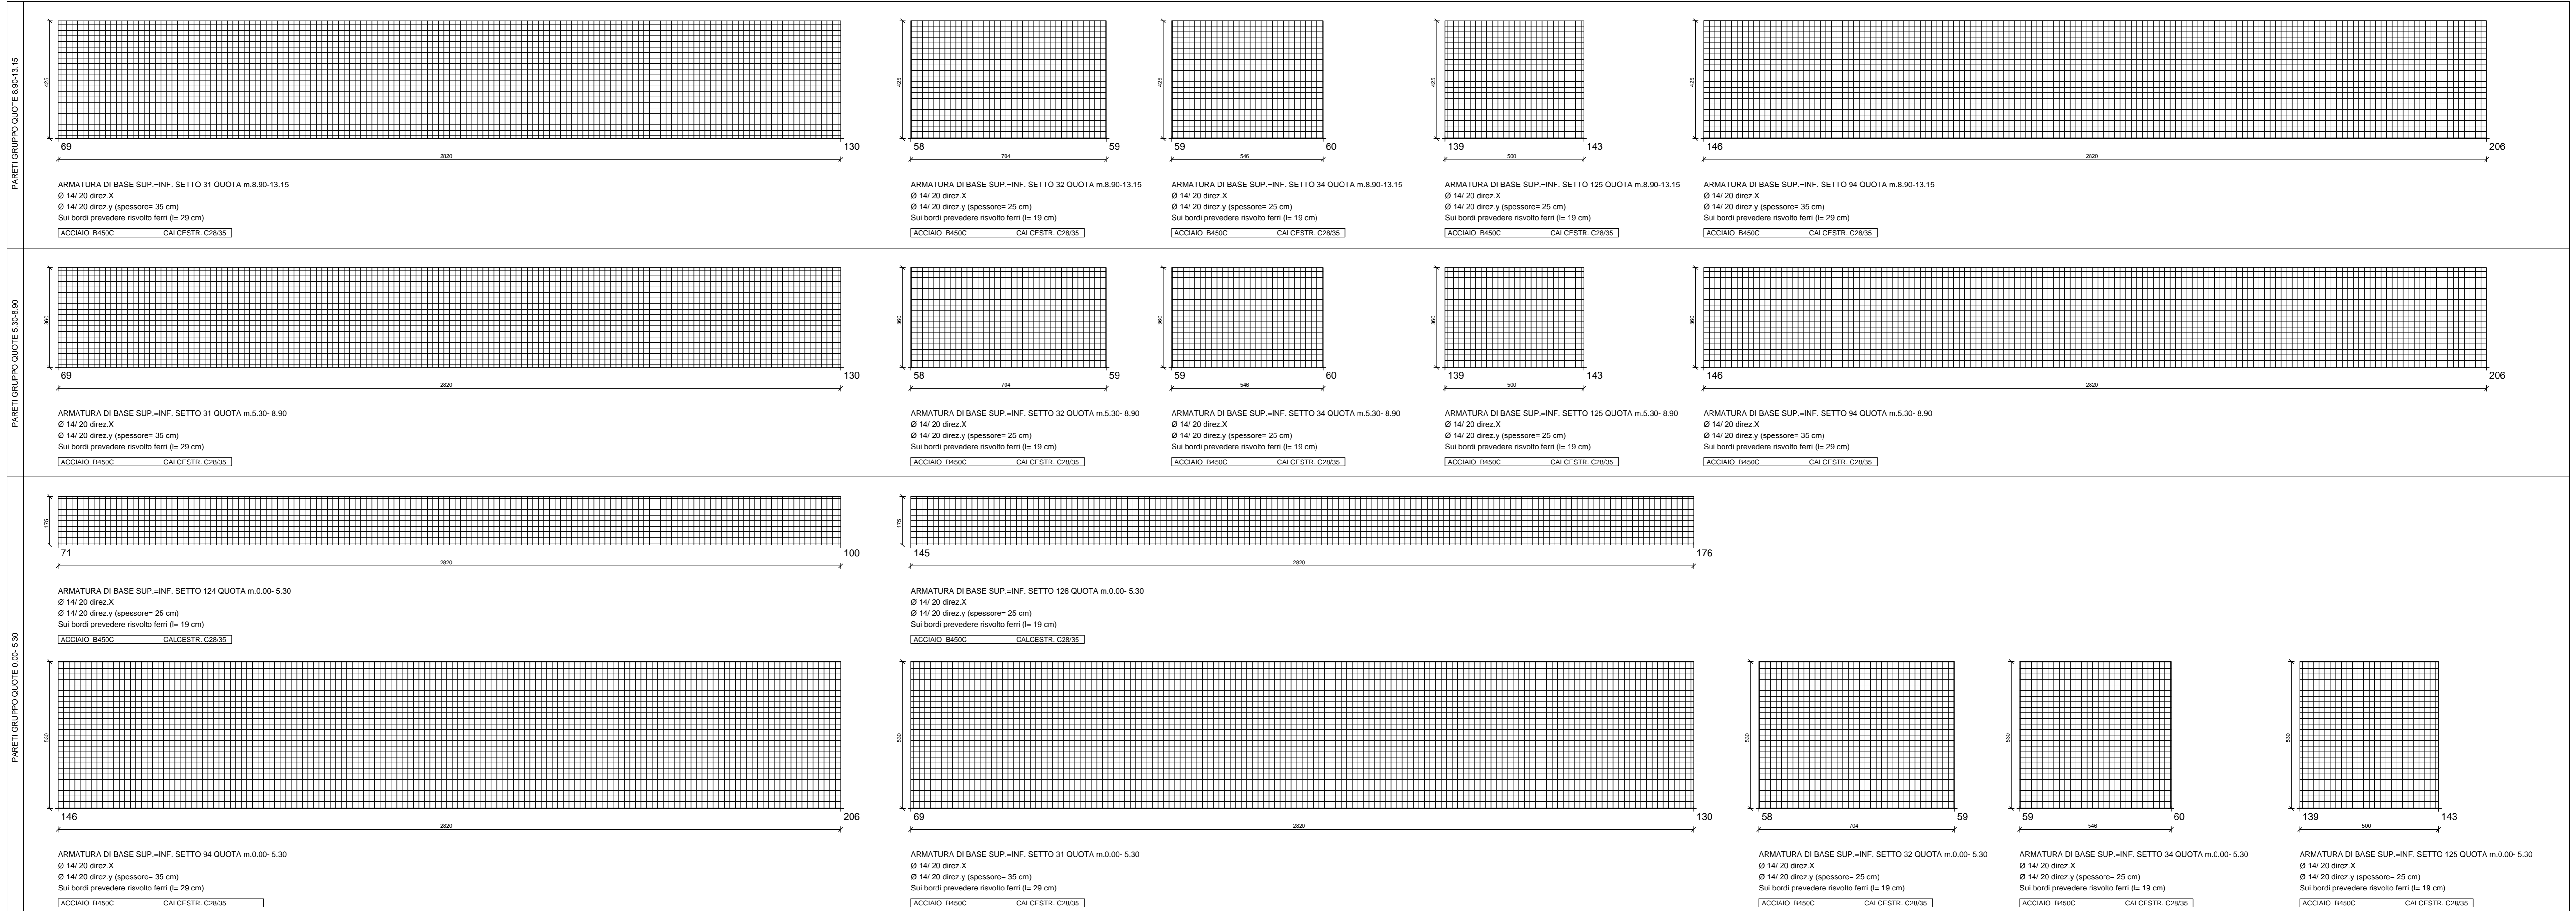 PARETI GRUPPO QUOTE 8.90-13.15
425
69
130
2820
ARMATURA DI BASE SUP.=INF. SETTO 31 QUOTA m.8.90-13.15
Ø 14/ 20 direz.X
Ø 14/ 20 direz.y (spessore= 35 cm)
Sui bordi prevedere risvolto ferri (l= 29 cm)
ACCIAIO B450C CALCESTR. C28/35
425
58
59
704
ARMATURA DI BASE SUP.=INF. SETTO 32 QUOTA m.8.90-13.15
Ø 14/ 20 direz.X
Ø 14/ 20 direz.y (spessore= 25 cm)
Sui bordi prevedere risvolto ferri (l= 19 cm)
ACCIAIO B450C CALCESTR. C28/35
425
59
60
546
ARMATURA DI BASE SUP.=INF. SETTO 34 QUOTA m.8.90-13.15
Ø 14/ 20 direz.X
Ø 14/ 20 direz.y (spessore= 25 cm)
Sui bordi prevedere risvolto ferri (l= 19 cm)
ACCIAIO B450C CALCESTR. C28/35
425
139
143
500
ARMATURA DI BASE SUP.=INF. SETTO 125 QUOTA m.8.90-13.15
Ø 14/ 20 direz.X
Ø 14/ 20 direz.y (spessore= 25 cm)
Sui bordi prevedere risvolto ferri (l= 19 cm)
ACCIAIO B450C CALCESTR. C28/35
425
146
206
2820
ARMATURA DI BASE SUP.=INF. SETTO 94 QUOTA m.8.90-13.15
Ø 14/ 20 direz.X
Ø 14/ 20 direz.y (spessore= 35 cm)
Sui bordi prevedere risvolto ferri (l= 29 cm)
ACCIAIO B450C CALCESTR. C28/35
PARETI GRUPPO QUOTE 5.30-8.90
360
69
130
2820
ARMATURA DI BASE SUP.=INF. SETTO 31 QUOTA m.5.30- 8.90
Ø 14/ 20 direz.X
Ø 14/ 20 direz.y (spessore= 35 cm)
Sui bordi prevedere risvolto ferri (l= 29 cm)
ACCIAIO B450C CALCESTR. C28/35
360
58
59
704
ARMATURA DI BASE SUP.=INF. SETTO 32 QUOTA m.5.30- 8.90
Ø 14/ 20 direz.X
Ø 14/ 20 direz.y (spessore= 25 cm)
Sui bordi prevedere risvolto ferri (l= 19 cm)
ACCIAIO B450C CALCESTR. C28/35
360
59
60
546
ARMATURA DI BASE SUP.=INF. SETTO 34 QUOTA m.5.30- 8.90
Ø 14/ 20 direz.X
Ø 14/ 20 direz.y (spessore= 25 cm)
Sui bordi prevedere risvolto ferri (l= 19 cm)
ACCIAIO B450C CALCESTR. C28/35
360
139
143
500
ARMATURA DI BASE SUP.=INF. SETTO 125 QUOTA m.5.30- 8.90
Ø 14/ 20 direz.X
Ø 14/ 20 direz.y (spessore= 25 cm)
Sui bordi prevedere risvolto ferri (l= 19 cm)
ACCIAIO B450C CALCESTR. C28/35
360
146
206
2820
ARMATURA DI BASE SUP.=INF. SETTO 94 QUOTA m.5.30- 8.90
Ø 14/ 20 direz.X
Ø 14/ 20 direz.y (spessore= 35 cm)
Sui bordi prevedere risvolto ferri (l= 29 cm)
ACCIAIO B450C CALCESTR. C28/35
PARETI GRUPPO QUOTE 0.00- 5.30
175
71
100
2820
ARMATURA DI BASE SUP.=INF. SETTO 124 QUOTA m.0.00- 5.30
Ø 14/ 20 direz.X
Ø 14/ 20 direz.y (spessore= 25 cm)
Sui bordi prevedere risvolto ferri (l= 19 cm)
ACCIAIO B450C CALCESTR. C28/35
175
145
176
2820
ARMATURA DI BASE SUP.=INF. SETTO 126 QUOTA m.0.00- 5.30
Ø 14/ 20 direz.X
Ø 14/ 20 direz.y (spessore= 25 cm)
Sui bordi prevedere risvolto ferri (l= 19 cm)
ACCIAIO B450C CALCESTR. C28/35
530
146
206
2820
ARMATURA DI BASE SUP.=INF. SETTO 94 QUOTA m.0.00- 5.30
Ø 14/ 20 direz.X
Ø 14/ 20 direz.y (spessore= 35 cm)
Sui bordi prevedere risvolto ferri (l= 29 cm)
ACCIAIO B450C CALCESTR. C28/35
530
69
130
2820
ARMATURA DI BASE SUP.=INF. SETTO 31 QUOTA m.0.00- 5.30
Ø 14/ 20 direz.X
Ø 14/ 20 direz.y (spessore= 35 cm)
Sui bordi prevedere risvolto ferri (l= 29 cm)
ACCIAIO B450C CALCESTR. C28/35
530
58
59
704
ARMATURA DI BASE SUP.=INF. SETTO 32 QUOTA m.0.00- 5.30
Ø 14/ 20 direz.X
Ø 14/ 20 direz.y (spessore= 25 cm)
Sui bordi prevedere risvolto ferri (l= 19 cm)
ACCIAIO B450C CALCESTR. C28/35
530
59
60
546
ARMATURA DI BASE SUP.=INF. SETTO 34 QUOTA m.0.00- 5.30
Ø 14/ 20 direz.X
Ø 14/ 20 direz.y (spessore= 25 cm)
Sui bordi prevedere risvolto ferri (l= 19 cm)
ACCIAIO B450C CALCESTR. C28/35
530
139
143
500
ARMATURA DI BASE SUP.=INF. SETTO 125 QUOTA m.0.00- 5.30
Ø 14/ 20 direz.X
Ø 14/ 20 direz.y (spessore= 25 cm)
Sui bordi prevedere risvolto ferri (l= 19 cm)
ACCIAIO B450C CALCESTR. C28/35